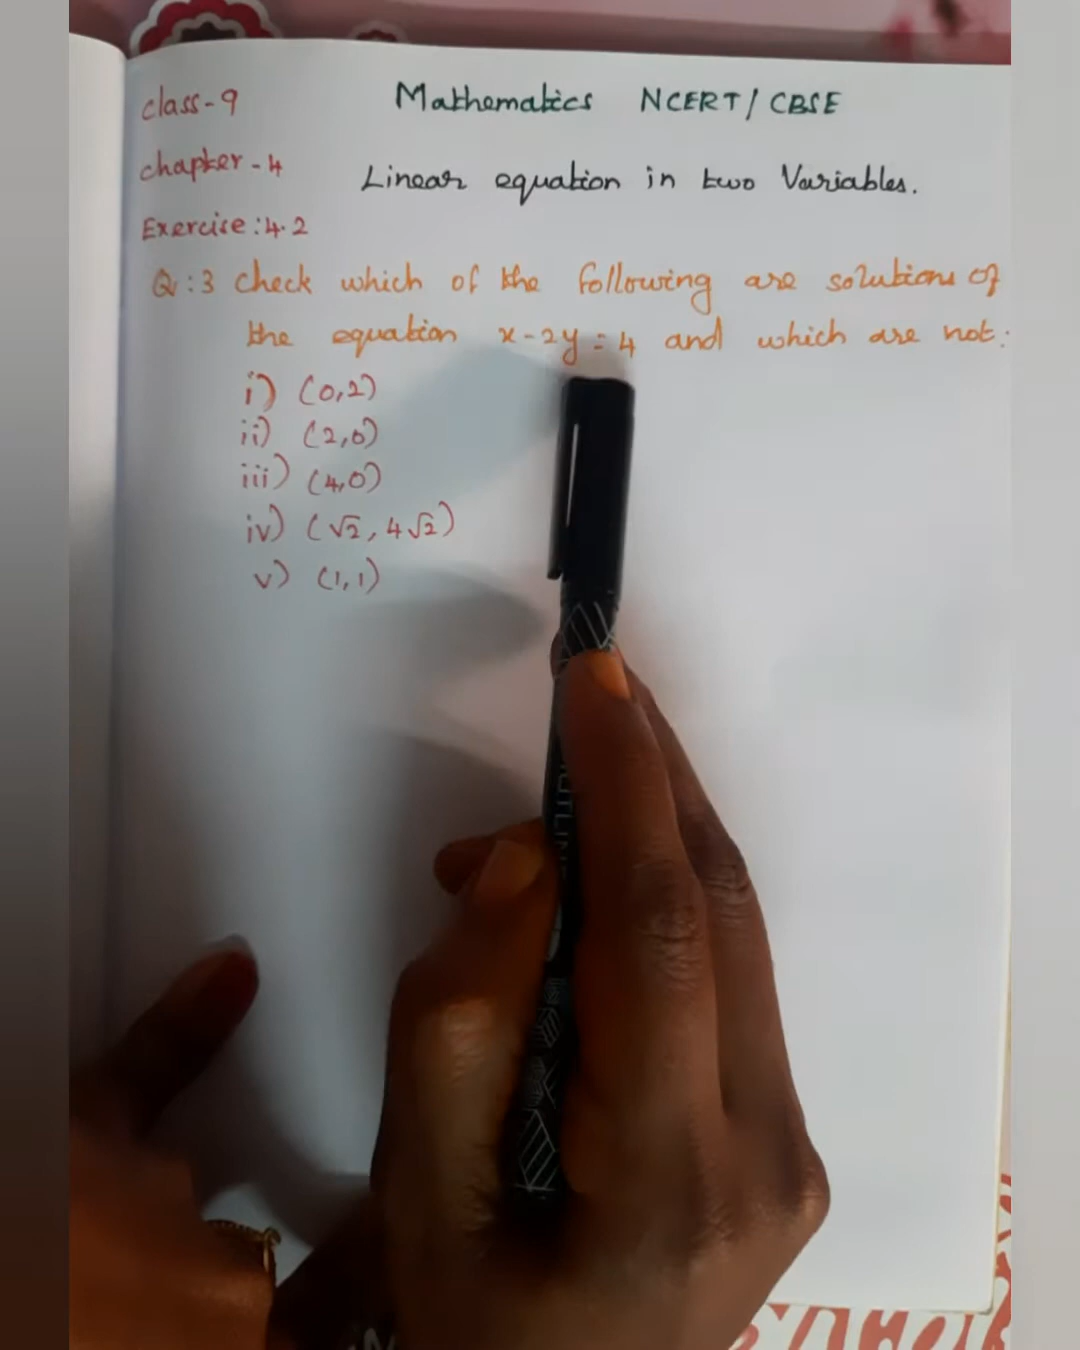 class-9 Mathematics NCERT/ CBSE
chapter-4 Linear equation in two Variables.
Exercise:4.2
Q:3 check which of the following are solutions of
the equation x-2y=4 and which are not:
i) (0,2)
ii) (2,0)
iii) (4,0)
iv) (√2, 4√2)
v) (1,1)